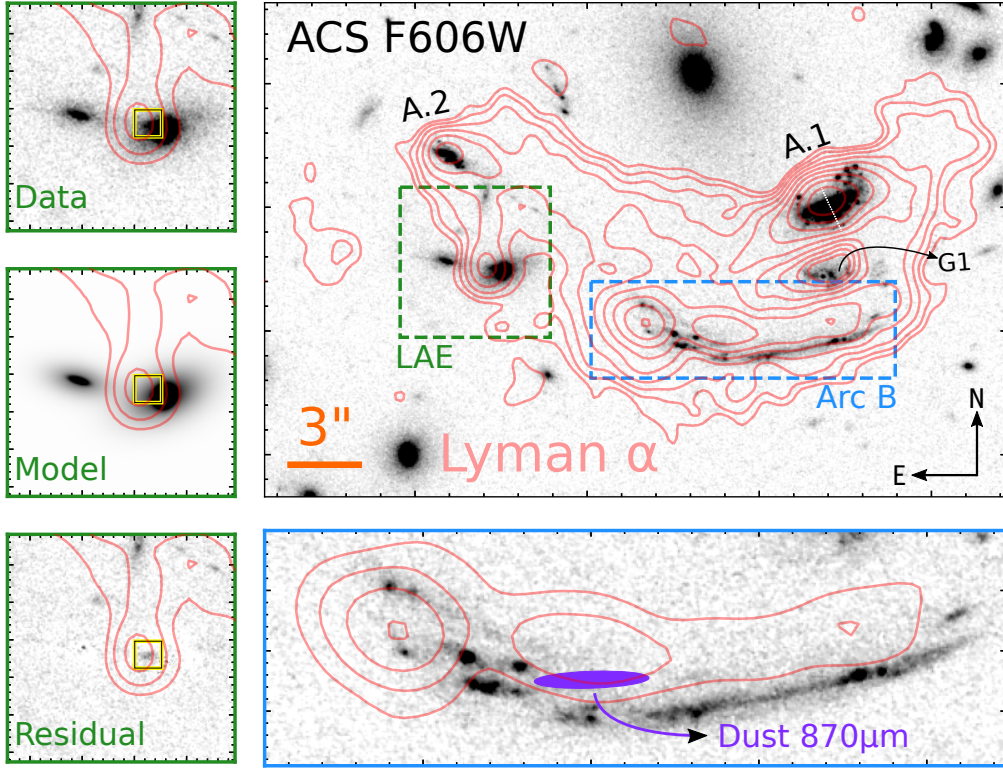 Data
Model
Residual
ACS F606W
A.2
A.1
G1
LAE
Arc B
3"
Lyman α
N
E
Dust 870μm